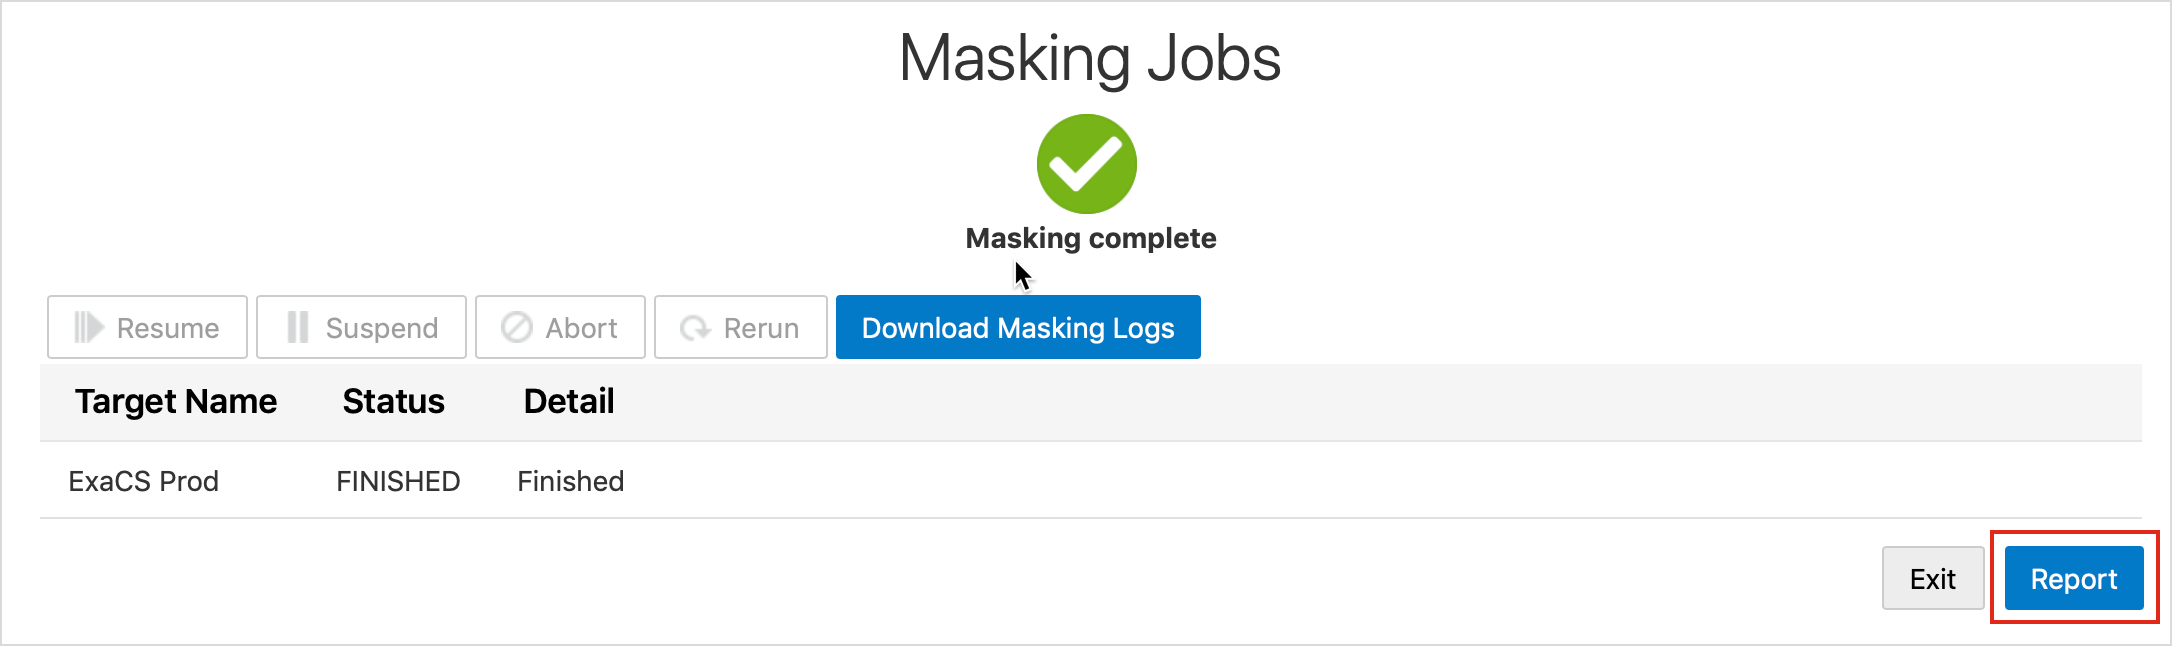 Masking Jobs
Masking complete
Resume Suspend Abort Rerun Download Masking Logs
Target Name Status Detail
ExaCS Prod FINISHED Finished
Exit Report